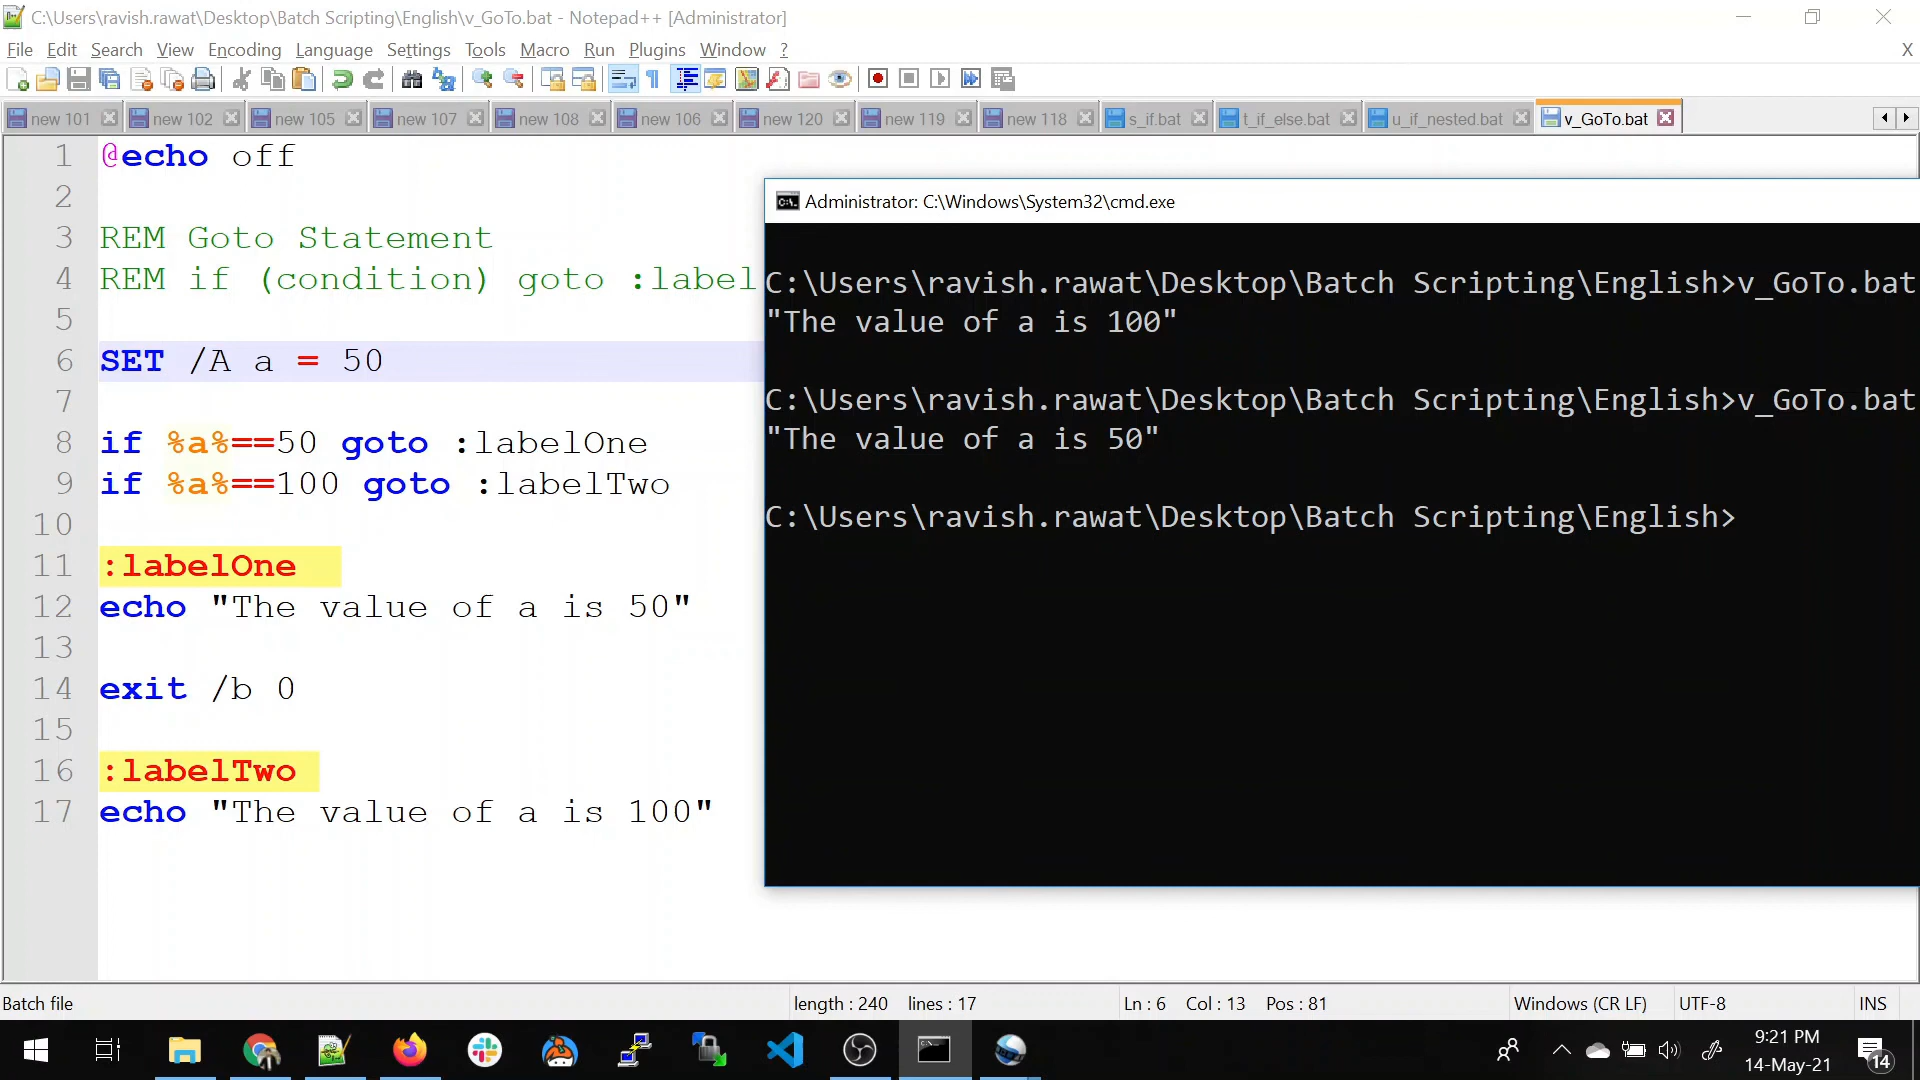 C:\Users\ravish.rawat\Desktop\Batch Scripting\English\v_GoTo.bat - Notepad++ [Administrator]
File Edit Search View Encoding Language Settings Tools Macro Run Plugins Window ?
X
new 101 new 102 new 105 new 107 new 108 new 106 new 120 new 119 new 118 s_if.bat t_if_else.bat u_if_nested.bat v_GoTo.bat
1 @echo off
2
3 REM Goto Statement
4 REM if (condition) goto :label
5
6 SET /A a = 50
7
8 if %a%==50 goto :labelOne
9 if %a%==100 goto :labelTwo
10
11 :labelOne
12 echo "The value of a is 50"
13
14 exit /b 0
15
16 :labelTwo
17 echo "The value of a is 100"
Administrator: C:\Windows\System32\cmd.exe
C:\Users\ravish.rawat\Desktop\Batch Scripting\English>v_GoTo.bat
"The value of a is 100"
C:\Users\ravish.rawat\Desktop\Batch Scripting\English>v_GoTo.bat
"The value of a is 50"
C:\Users\ravish.rawat\Desktop\Batch Scripting\English>
Batch file length : 240 lines : 17 Ln : 6 Col : 13 Pos : 81 Windows (CR LF) UTF-8 INS
9:21 PM
14-May-21
14